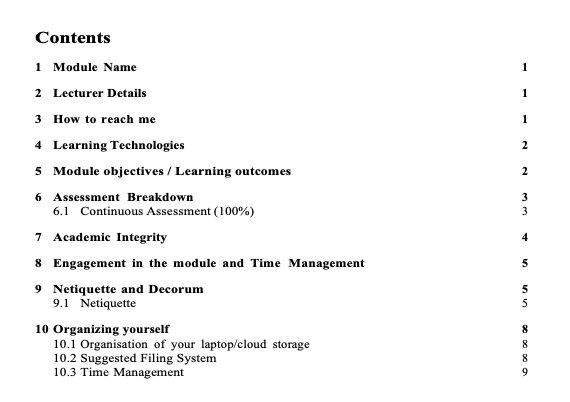 Contents
1 Module Name 1
2 Lecturer Details 1
3 How to reach me 1
4 Learning Technologies 2
5 Module objectives / Learning outcomes 2
6 Assessment Breakdown 3
6.1 Continuous Assessment (100%) 3
7 Academic Integrity 4
8 Engagement in the module and Time Management 5
9 Netiquette and Decorum 5
9.1 Netiquette 5
10 Organizing yourself 8
10.1 Organisation of your laptop/cloud storage 8
10.2 Suggested Filing System 8
10.3 Time Management 9